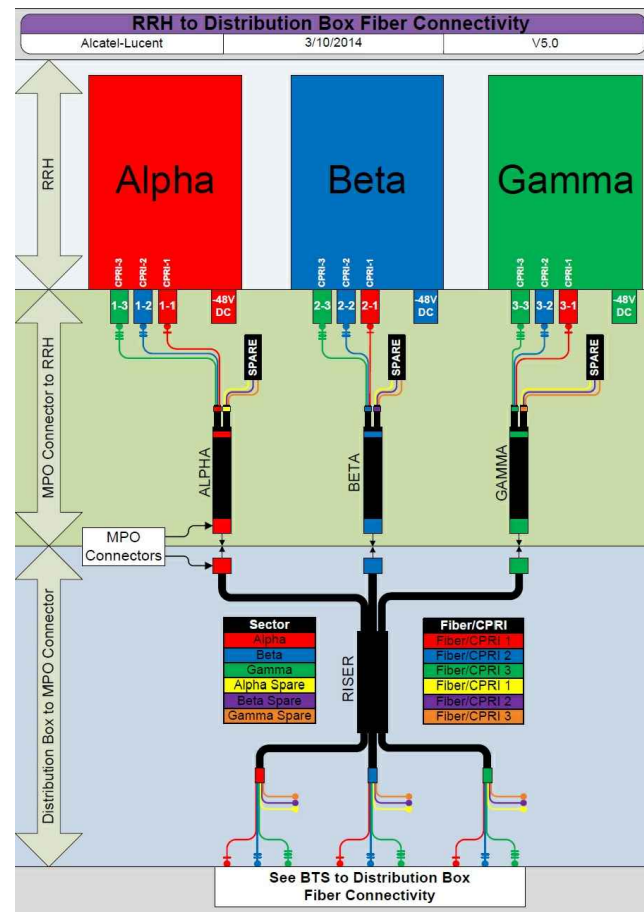 RRH to Distribution Box Fiber Connectivity
Alcatel-Lucent 3/10/2014 V5.0
RRH
Alpha
Beta
Gamma
CPRI-3 CPRI-2 CPRI-1
CPRI-3 CPRI-2 CPRI-1
CPRI-3 CPRI-2 CPRI-1
1-3 1-2 1-1 -48V DC
2-3 2-2 2-1 -48V DC
3-3 3-2 3-1 -48V DC
MPO Connector to RRH
SPARE
SPARE
SPARE
ALPHA
BETA
GAMMA
MPO
Connectors
Distribution Box to MPO Connector
Sector
Alpha
Beta
Gamma
Alpha Spare
Beta Spare
Gamma Spare
RISER
Fiber/CPRI
Fiber/CPRI 1
Fiber/CPRI 2
Fiber/CPRI 3
Fiber/CPRI 1
Fiber/CPRI 2
Fiber/CPRI 3
See BTS to Distribution Box
Fiber Connectivity